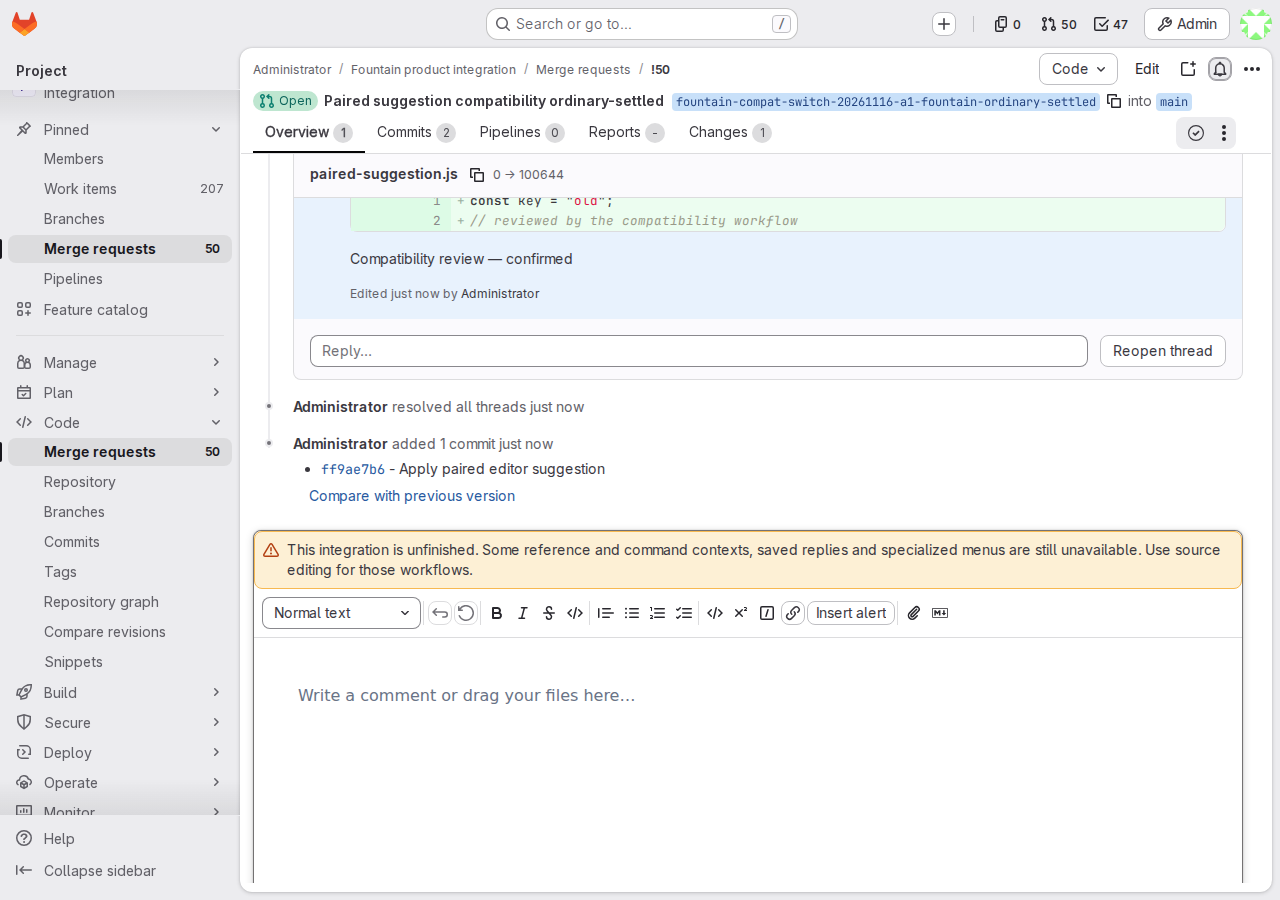 Search or go to...
/
0
50
47
Admin
Project
Integration
Pinned
Members
Work items 207
Branches
Merge requests 50
Pipelines
Feature catalog
Manage
Plan
Code
Merge requests 50
Repository
Branches
Commits
Tags
Repository graph
Compare revisions
Snippets
Build
Secure
Deploy
Operate
Monitor
Help
Collapse sidebar
Administrator / Fountain product integration / Merge requests / !50
Code
Edit
Open Paired suggestion compatibility ordinary-settled fountain-compat-switch-20261116-a1-fountain-ordinary-settled into main
Overview 1
Commits 2
Pipelines 0
Reports -
Changes 1
paired-suggestion.js 0 → 100644
1 + const key = "old";
2 + // reviewed by the compatibility workflow
Compatibility review — confirmed
Edited just now by Administrator
Reply…
Reopen thread
Administrator resolved all threads just now
Administrator added 1 commit just now
• ff9ae7b6 - Apply paired editor suggestion
Compare with previous version
This integration is unfinished. Some reference and command contexts, saved replies and specialized menus are still unavailable. Use source
editing for those workflows.
Normal text
Insert alert
Write a comment or drag your files here…